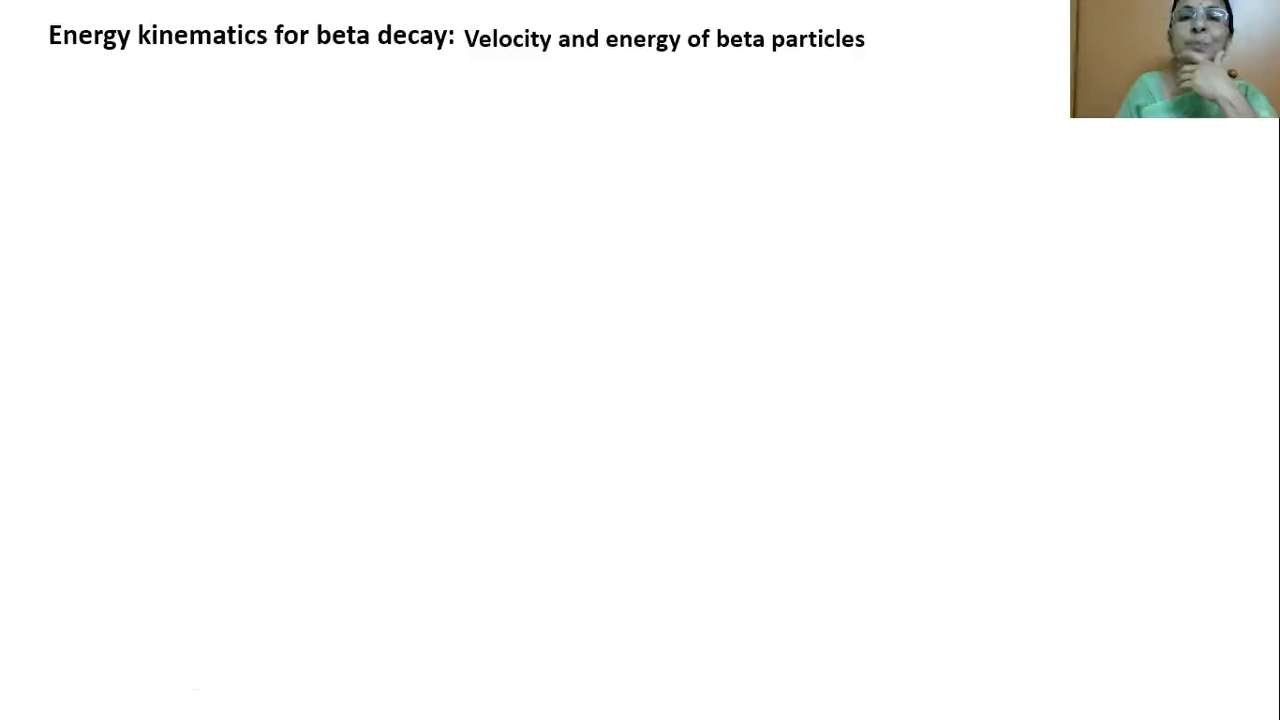 Energy kinematics for beta decay: Velocity and energy of beta particles